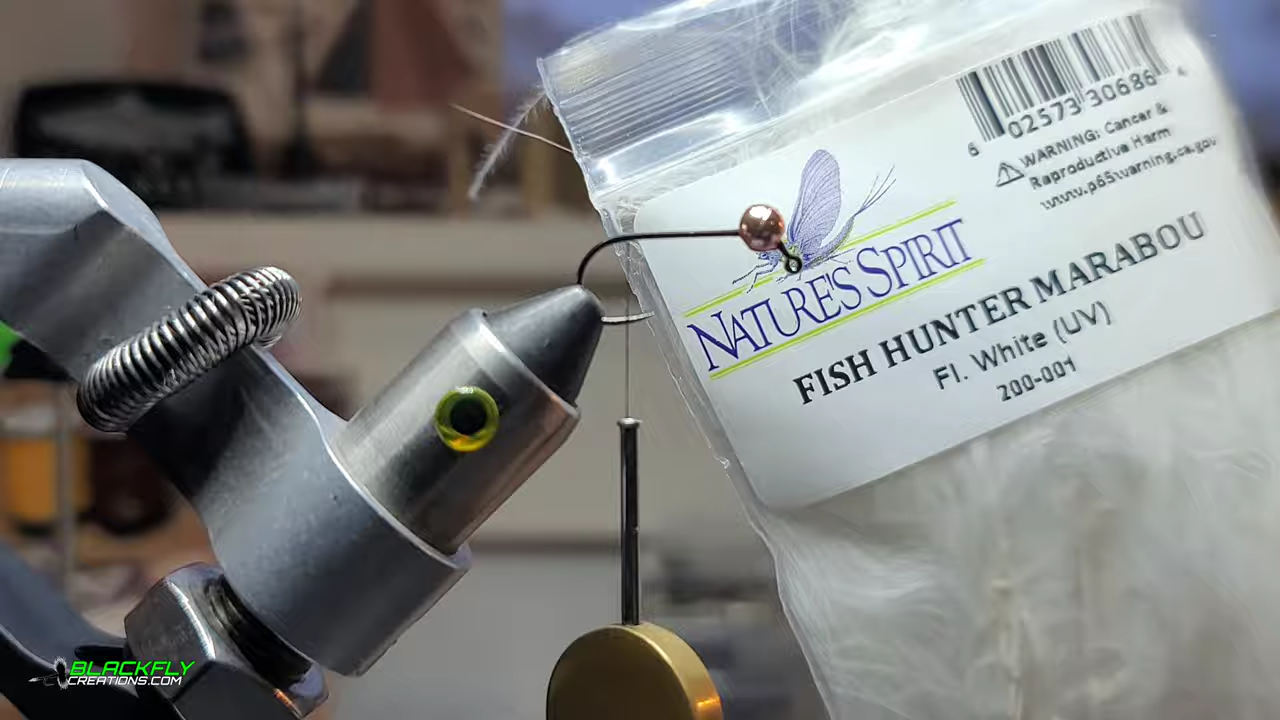 6 02573 30686 4
WARNING: Cancer &
Reproductive Harm
www.p65warning.ca.gov
NATURE'S SPIRIT
FISH HUNTER MARABOU
Fl. White (UV)
200-001
BLACKFLY
CREATIONS.COM